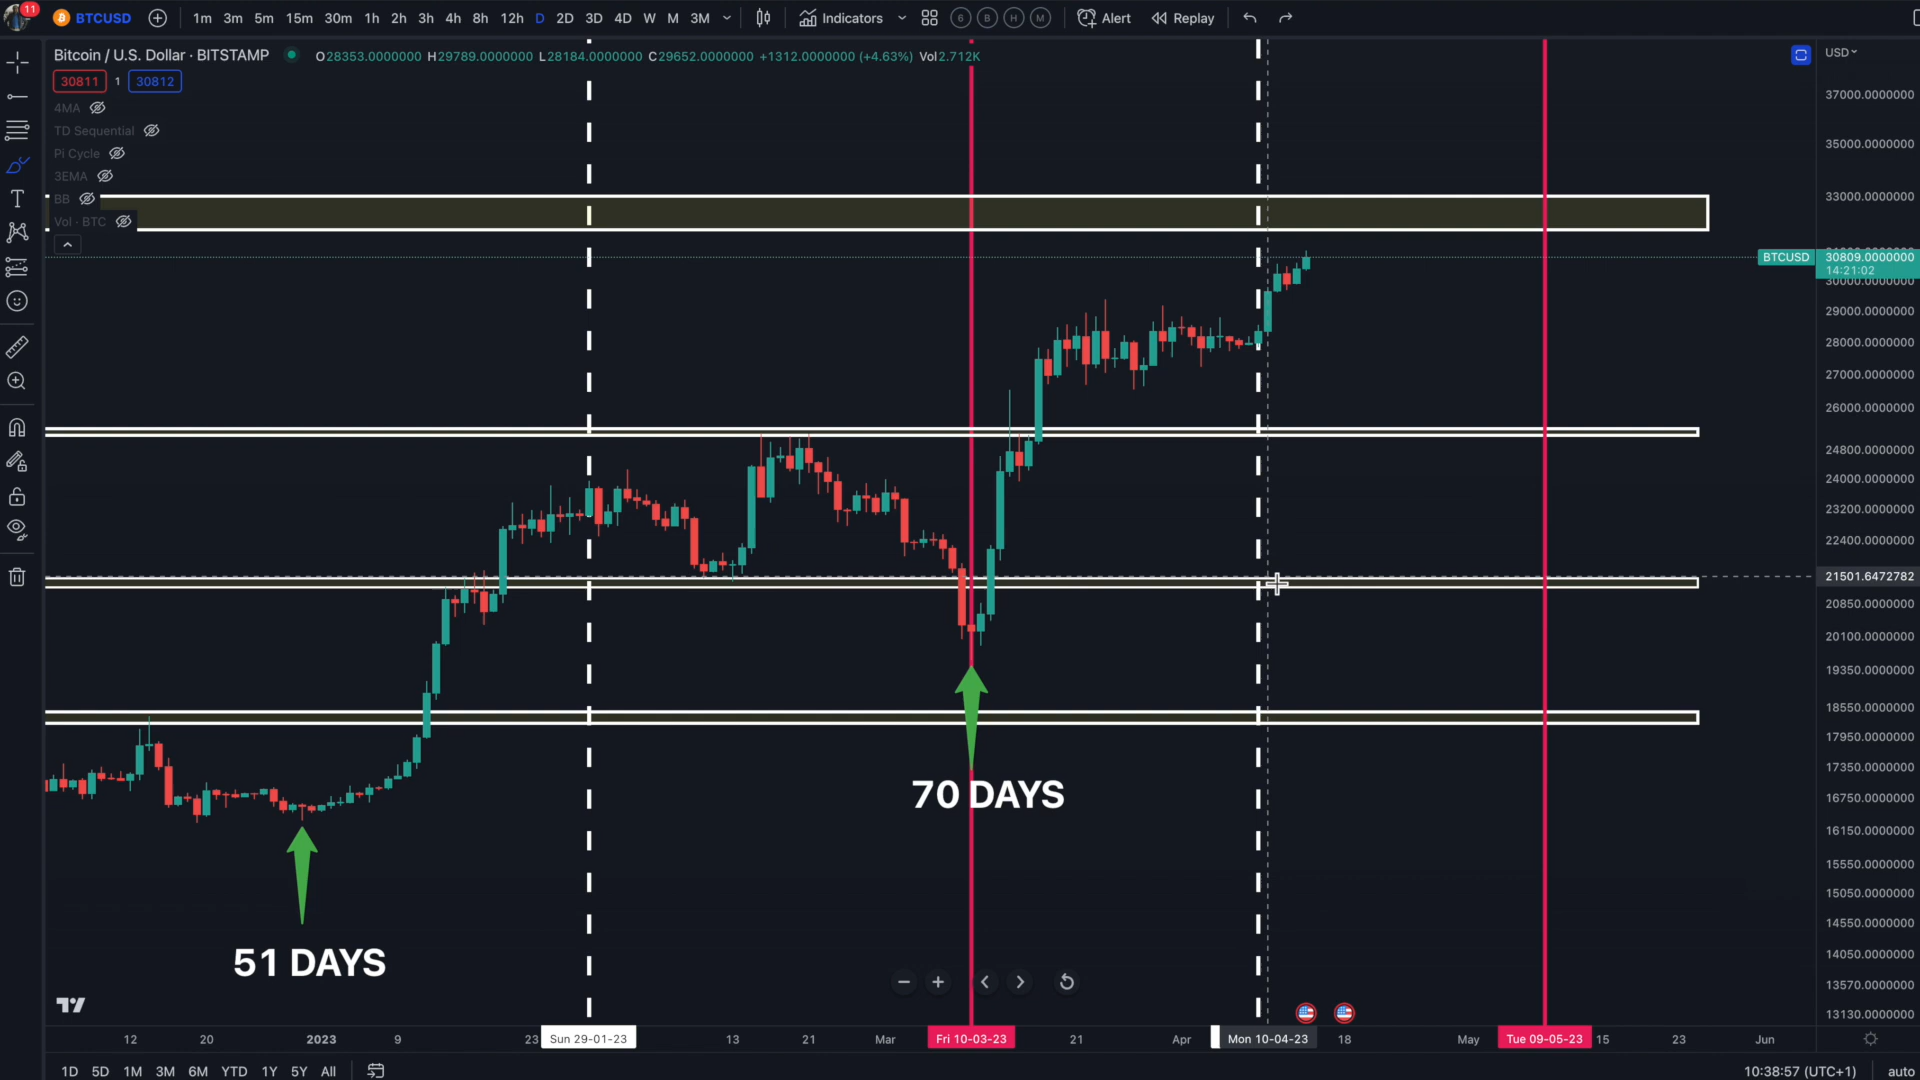 11
BTCUSD 1m 3m 5m 15m 30m 1h 2h 3h 4h 8h 12h D 2D 3D 4D W M 3M Indicators 6 B H M Alert Replay
Bitcoin / U.S. Dollar · BITSTAMP O28353.0000000 H29789.0000000 L28184.0000000 C29652.0000000 +1312.0000000 (+4.63%) Vol2.712K
USD
30811 1 30812
4MA
TD Sequential
Pi Cycle
3EMA
BB
Vol · BTC
37000.0000000
35000.0000000
33000.0000000
BTCUSD 30809.0000000
14:21:02
30000.0000000
29000.0000000
28000.0000000
27000.0000000
26000.0000000
24800.0000000
24000.0000000
23200.0000000
22400.0000000
21501.6472782
20850.0000000
20100.0000000
19350.0000000
18550.0000000
17950.0000000
17350.0000000
16750.0000000
16150.0000000
15550.0000000
15050.0000000
14550.0000000
14050.0000000
13570.0000000
13130.0000000
70 DAYS
51 DAYS
12 20 2023 9 23 Sun 29-01-23 13 21 Mar Fri 10-03-23 21 Apr Mon 10-04-23 18 May Tue 09-05-23 15 23 Jun
1D 5D 1M 3M 6M YTD 1Y 5Y All 10:38:57 (UTC+1) auto